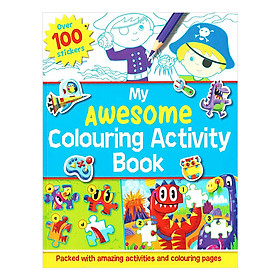 Over
100
stickers
My
AWESOME
Colouring Activity
Book
Packed with amazing activities and colouring pages